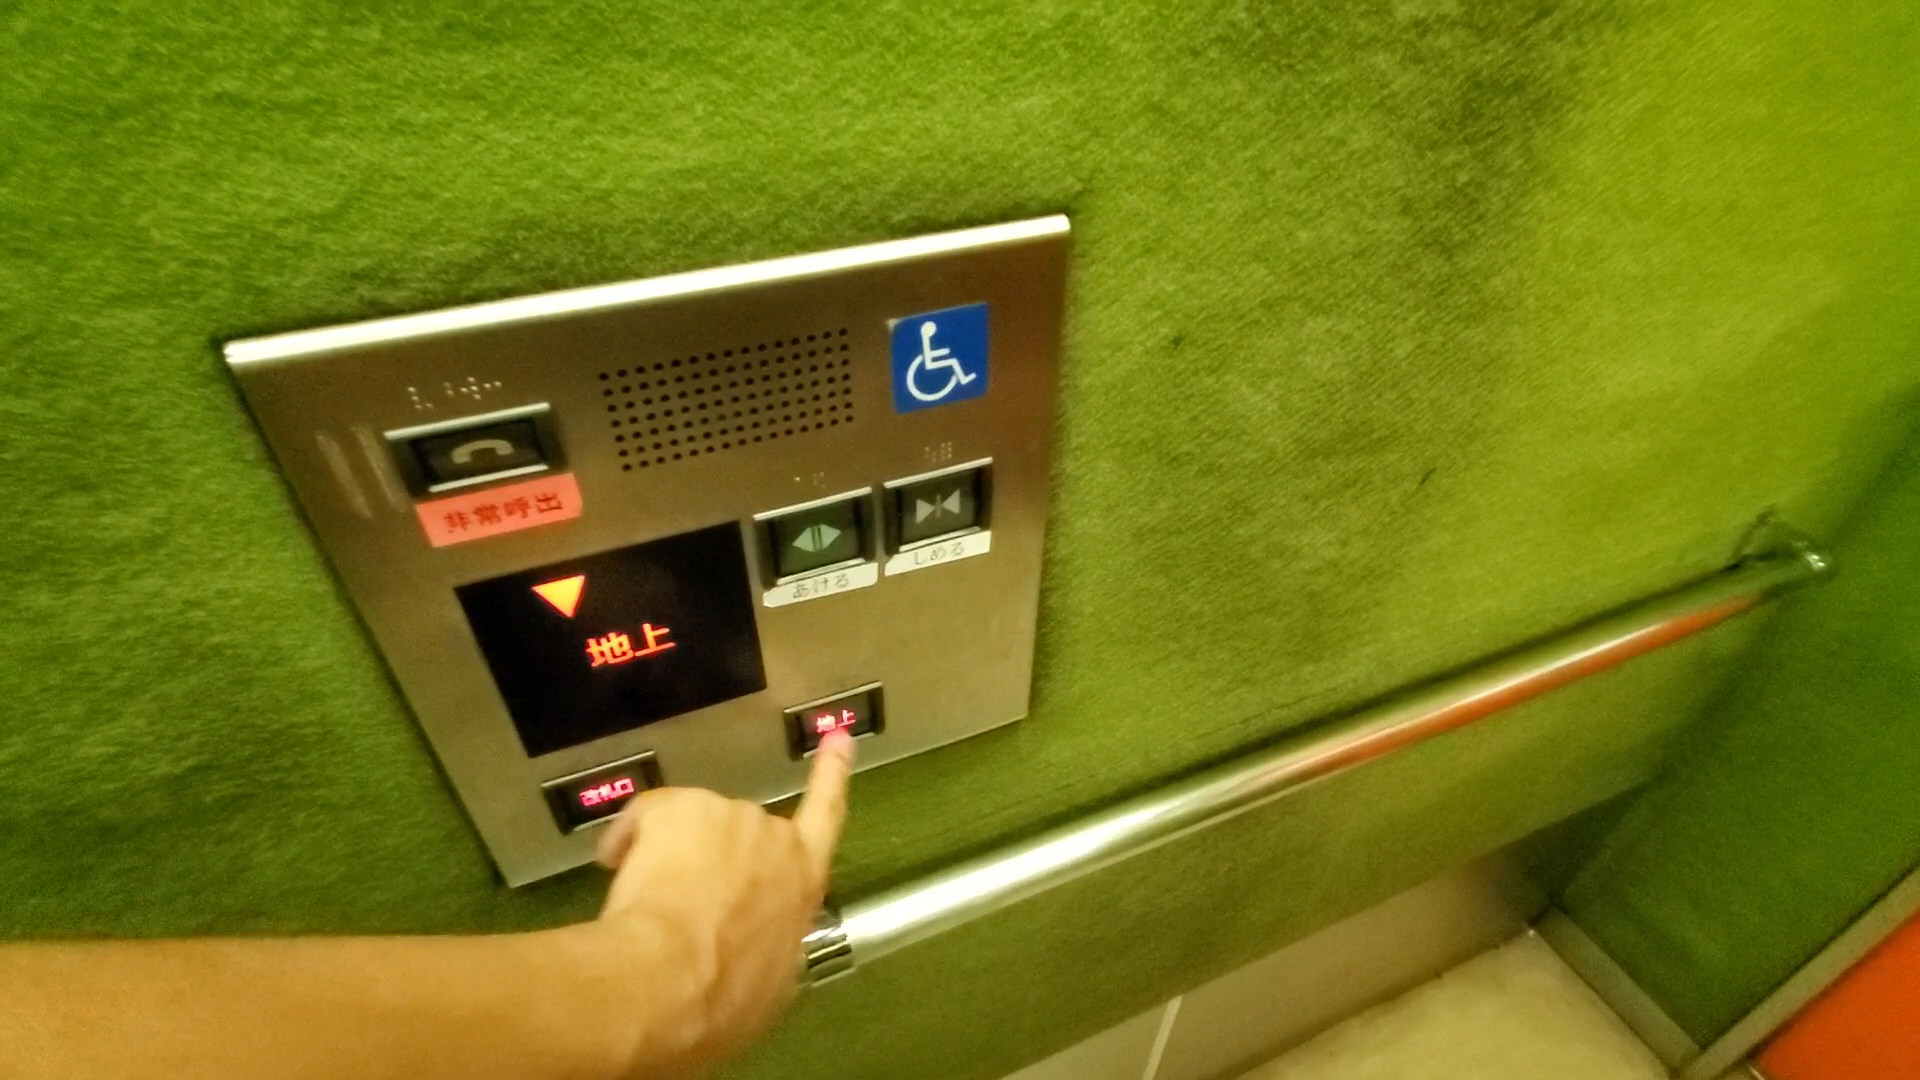 非常呼出
あける
しめる
地上
地上
改札口